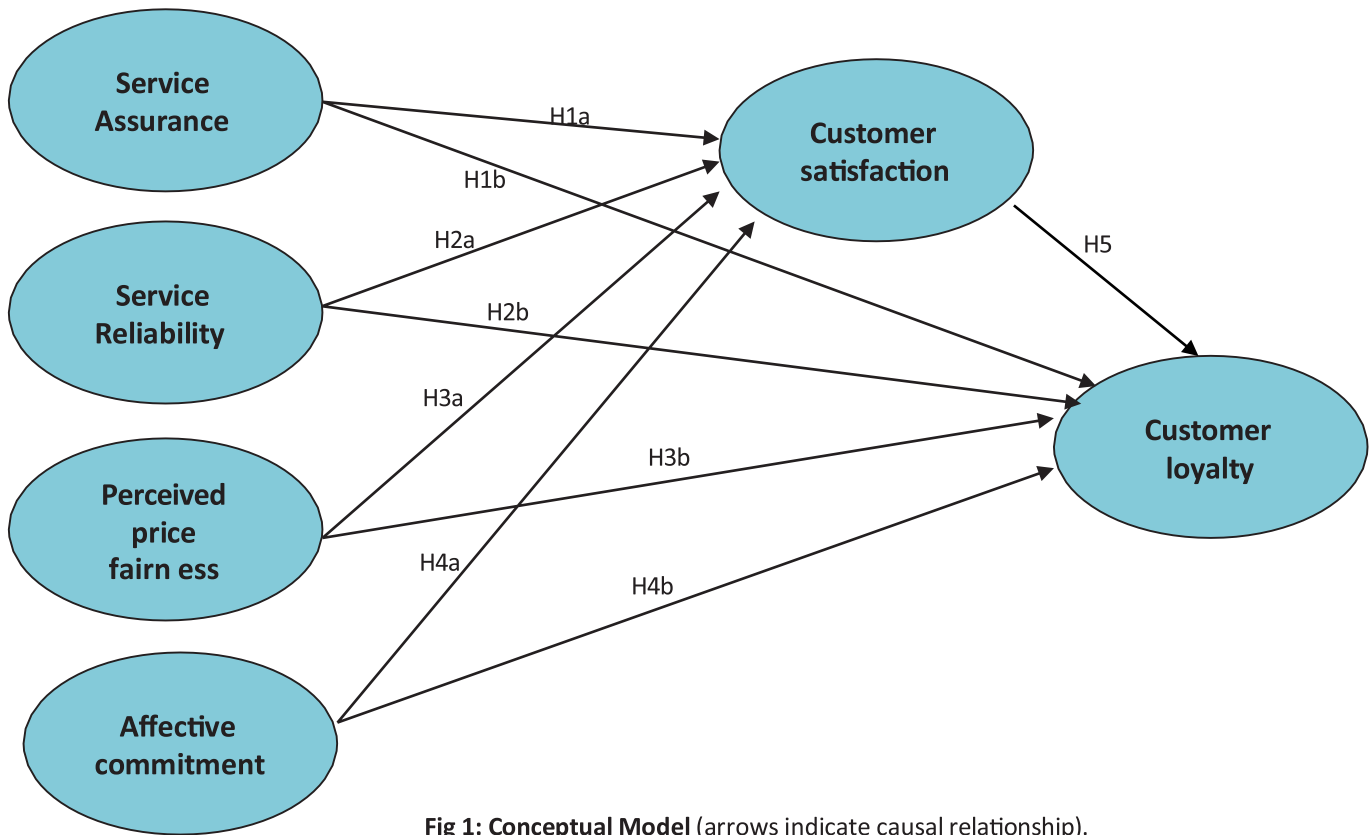 Service
Assurance
H1a
Customer
satisfaction
H1b
H2a
H5
Service
Reliability
H2b
H3a
Customer
loyalty
H3b
Perceived
price
fairn ess
H4a
H4b
Affective
commitment
Fig 1: Conceptual Model (arrows indicate causal relationship).